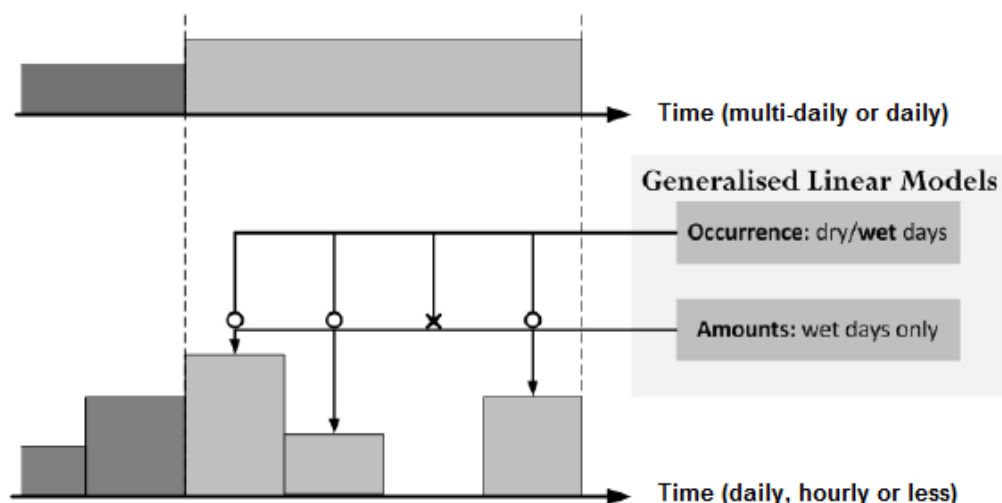 Time (multi-daily or daily)
Generalised Linear Models
Occurrence: dry/wet days
Amounts: wet days only
Time (daily, hourly or less)